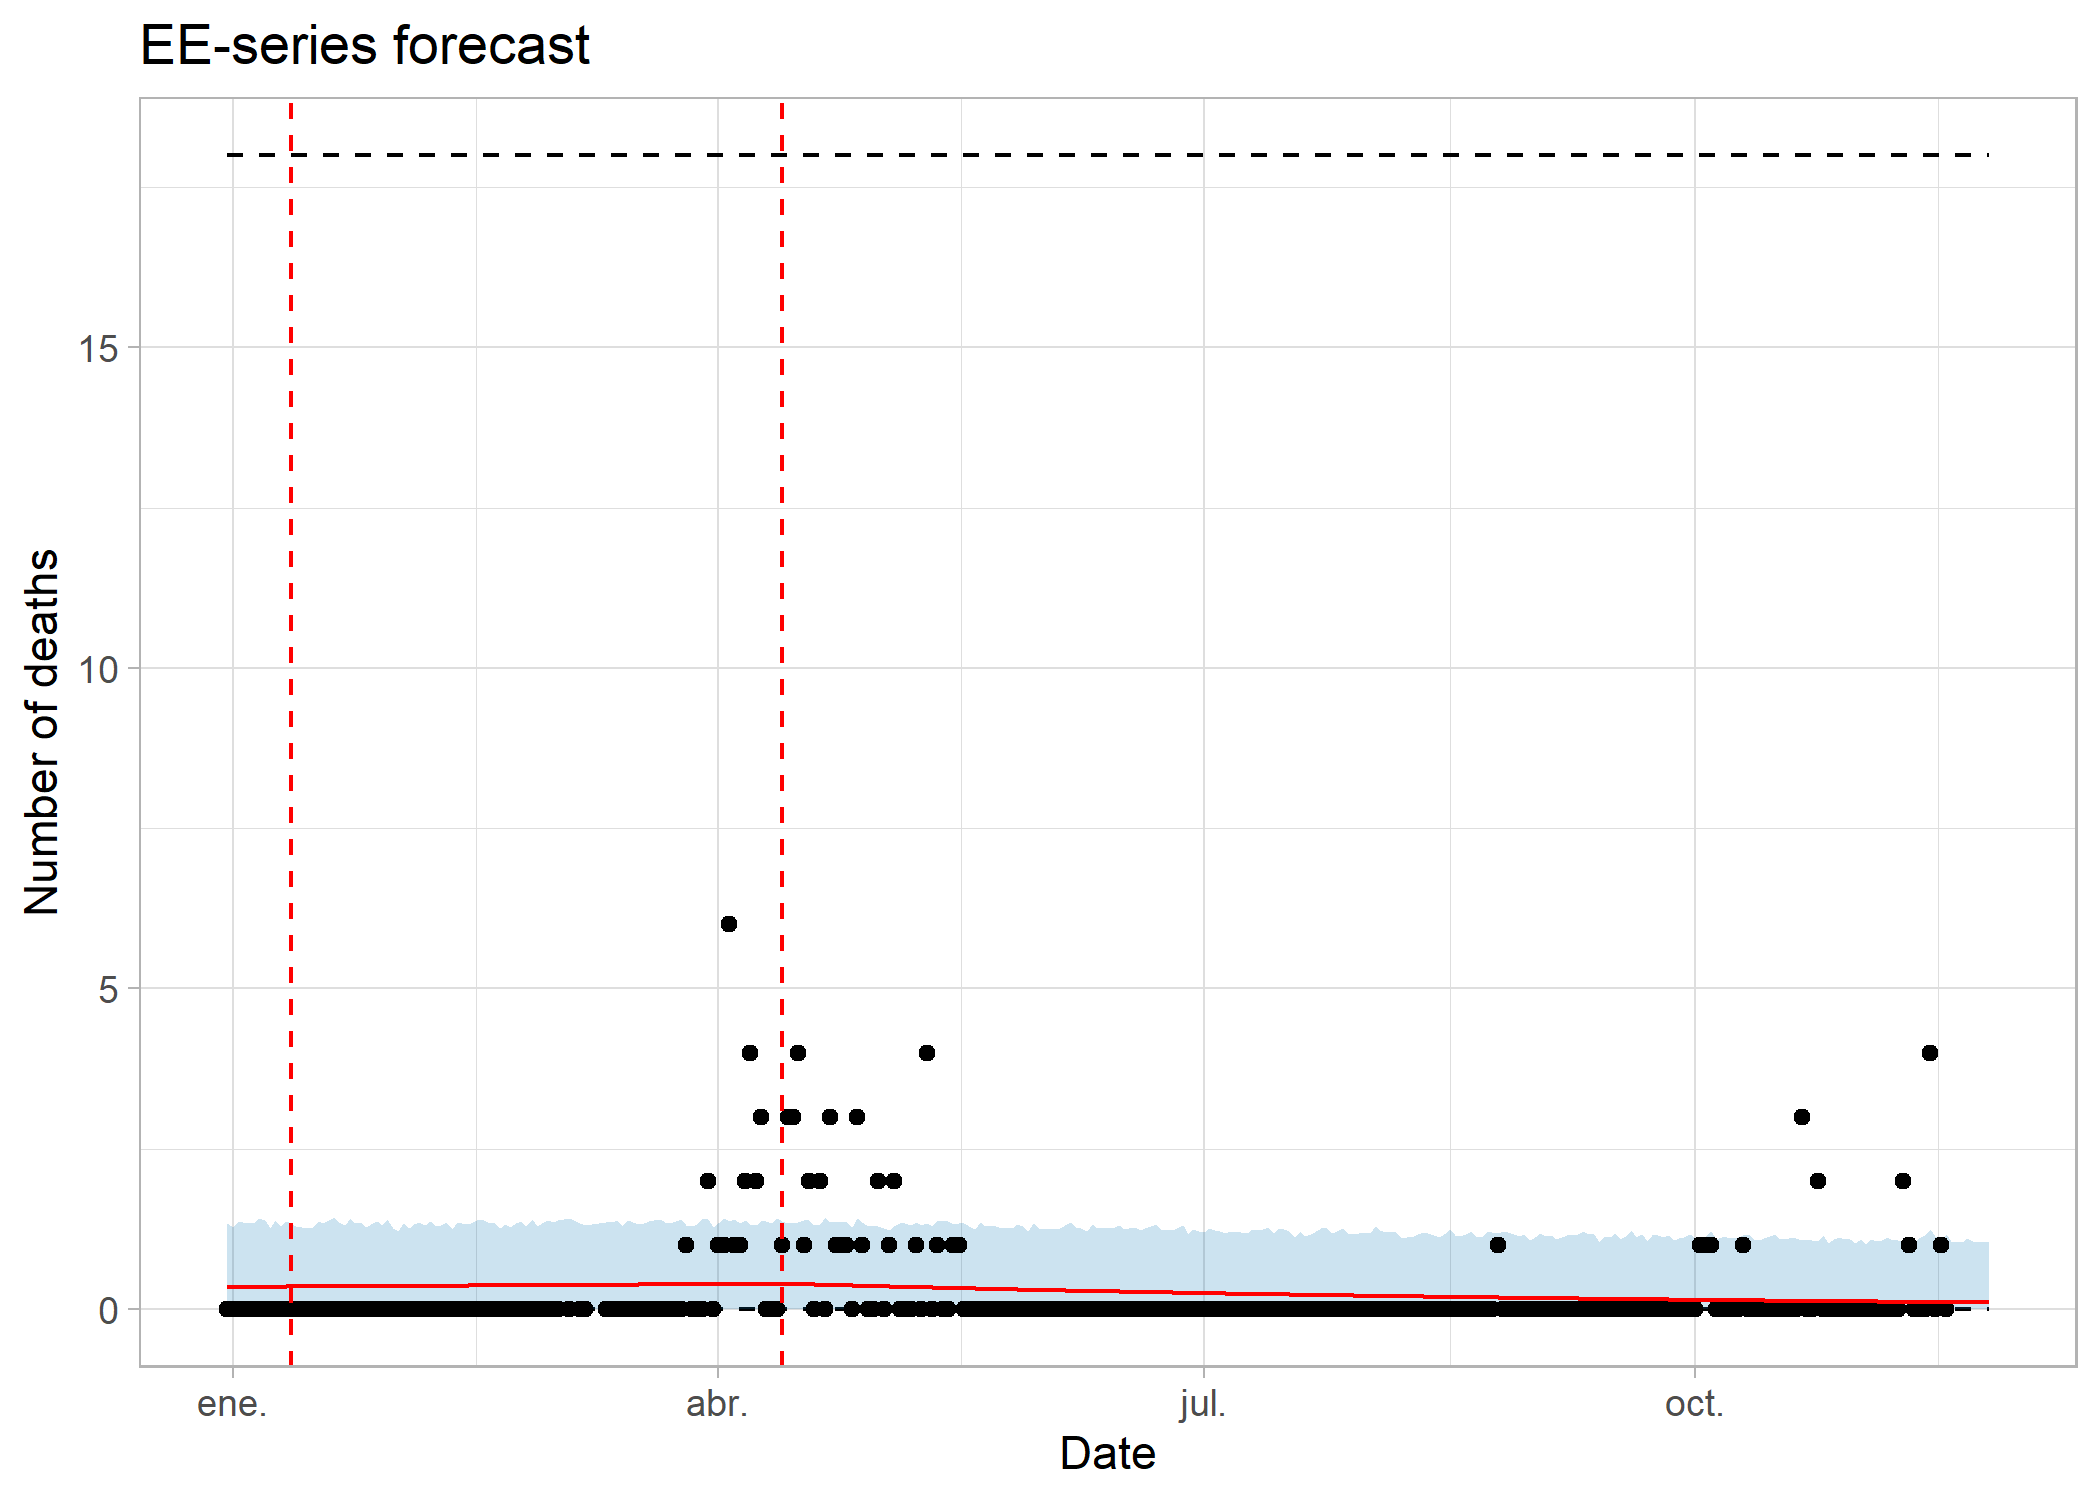 EE-series forecast
Number of deaths
15
10
5
0
ene.
abr.
jul.
oct.
Date